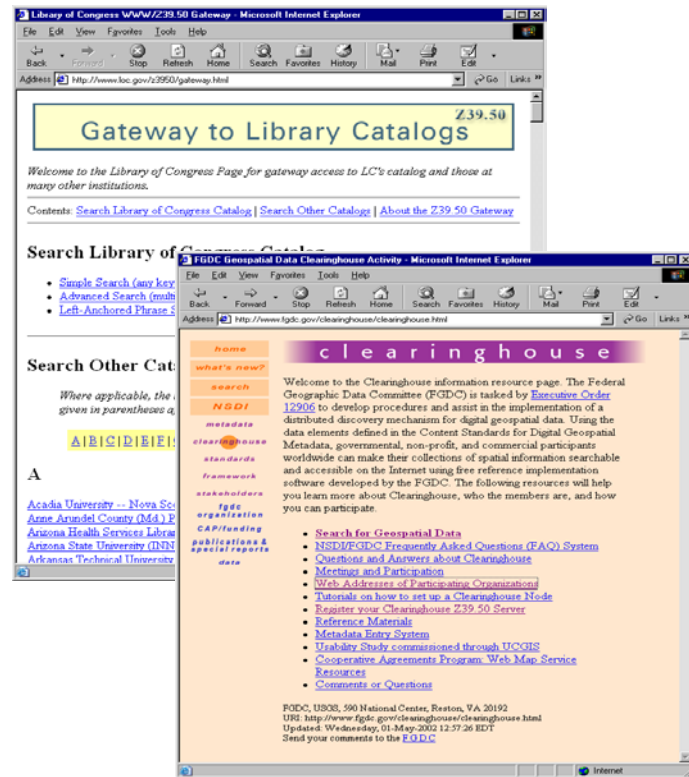 Library of Congress WWW/Z39.50 Gateway - Microsoft Internet Explorer
File Edit View Favorites Tools Help
Back Forward Stop Refresh Home Search Favorites History Mail Print Edit
Address http://www.loc.gov/z3950/gateway.html Go Links »
Z39.50
Gateway to Library Catalogs
Welcome to the Library of Congress Page for gateway access to LC's catalog and those at
many other institutions.
Contents: Search Library of Congress Catalog | Search Other Catalogs | About the Z39.50 Gateway
Search Library of Congress Catalog
Simple Search (any key
Advanced Search (mult
Left-Anchored Phrase S
Search Other Cat
Where applicable, the
given in parentheses a
A|B|C|D|E|F|
A
Acadia University -- Nova Sc
Anne Arundel County (Md.) P
Arizona Health Services Librar
Arizona State University (INN
Arkansas Technical University
FGDC Geospatial Data Clearinghouse Activity - Microsoft Internet Explorer
File Edit View Favorites Tools Help
Back Forward Stop Refresh Home Search Favorites History Mail Print Edit
Address http://www.fgdc.gov/clearinghouse/clearinghouse.html Go Links »
home
what's new?
search
NSDI
metadata
clearinghouse
standards
framework
stakeholders
fgdc
organization
CAP/funding
publications &
special reports
data
clearinghouse
Welcome to the Clearinghouse information resource page. The Federal
Geographic Data Committee (FGDC) is tasked by Executive Order
12906 to develop procedures and assist in the implementation of a
distributed discovery mechanism for digital geospatial data. Using the
data elements defined in the Content Standards for Digital Geospatial
Metadata, governmental, non-profit, and commercial participants
worldwide can make their collections of spatial information searchable
and accessible on the Internet using free reference implementation
software developed by the FGDC. The following resources will help
you learn more about Clearinghouse, who the members are, and how
you can participate.
Search for Geospatial Data
NSDI/FGDC Frequently Asked Questions (FAQ) System
Questions and Answers about Clearinghouse
Meetings and Participation
Web Addresses of Participating Organizations
Tutorials on how to set up a Clearinghouse Node
Register your Clearinghouse Z39.50 Server
Reference Materials
Metadata Entry System
Usability Study commissioned through UCGIS
Cooperative Agreements Program: Web Map Service
Resources
Comments or Questions
FGDC, USGS, 590 National Center, Reston, VA 20192
URI: http://www.fgdc.gov/clearinghouse/clearinghouse.html
Updated: Wednesday, 01-May-2002 12:57:26 EDT
Send your comments to the FGDC
Internet